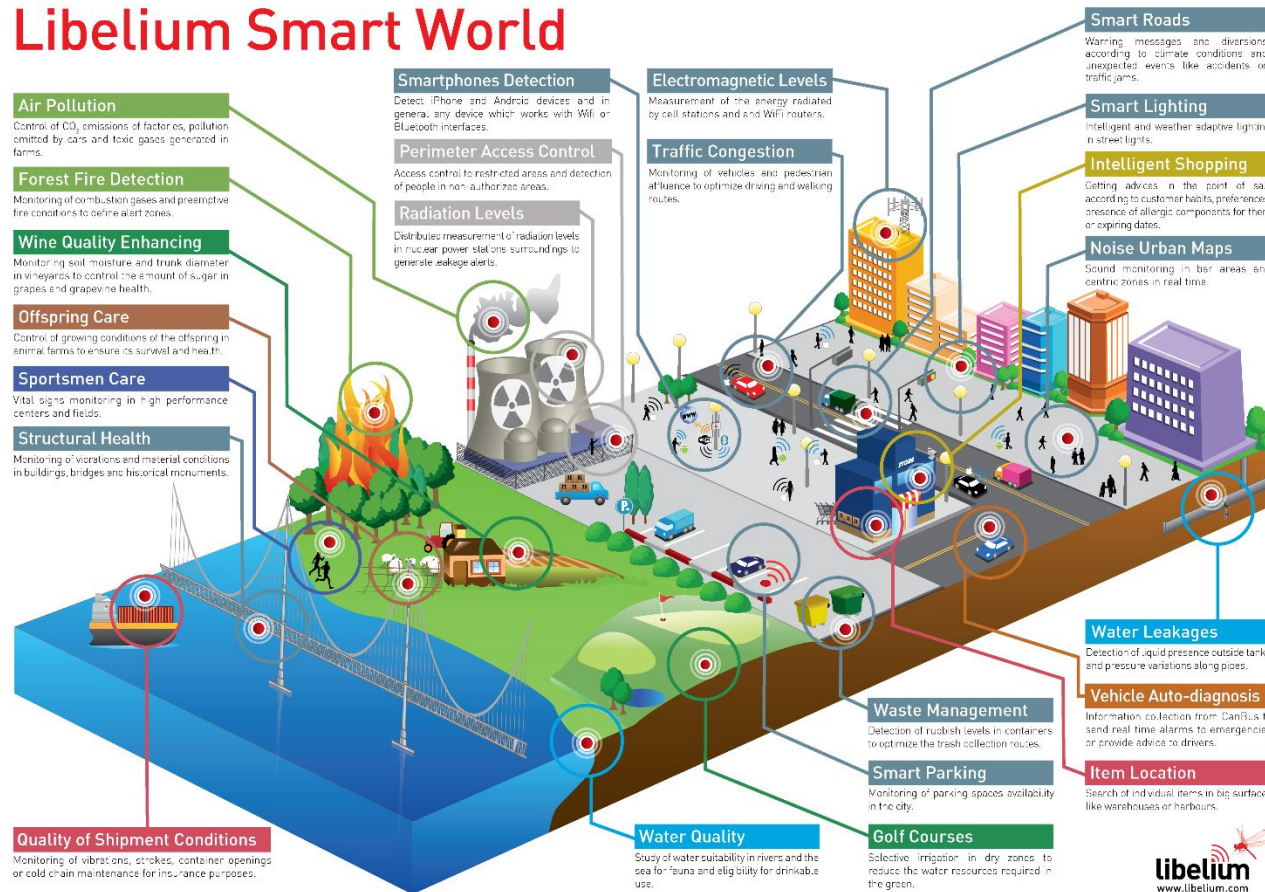 Libelium Smart World
Air Pollution
Control of CO₂ emissions of factories, pollution
emitted by cars and toxic gases generated in
farms.
Forest Fire Detection
Monitoring of combustion gases and preemptive
fire conditions to define alert zones.
Wine Quality Enhancing
Monitoring soil moisture and trunk diameter
in vineyards to control the amount of sugar in
grapes and grapevine health.
Offspring Care
Control of growing conditions of the offspring in
animal farms to ensure its survival and health.
Sportsmen Care
Vital signs monitoring in high performance
centers and fields.
Structural Health
Monitoring of vibrations and material conditions
in buildings, bridges and historical monuments.
Quality of Shipment Conditions
Monitoring of vibrations, strokes, container openings
or cold chain maintenance for insurance purposes.
Smartphones Detection
Detect iPhone and Android devices and in
general any device which works with Wifi or
Bluetooth interfaces.
Perimeter Access Control
Access control to restricted areas and detection
of people in non-authorized areas.
Radiation Levels
Distributed measurement of radiation levels
in nuclear power stations surroundings to
generate leakage alerts.
Electromagnetic Levels
Measurement of the energy radiated
by cell stations and and WiFi routers.
Traffic Congestion
Monitoring of vehicles and pedestrian
affluence to optimize driving and walking
routes.
Smart Roads
Warning messages and diversions
according to climate conditions and
unexpected events like accidents or
traffic jams.
Smart Lighting
Intelligent and weather adaptive lightin
in street lights.
Intelligent Shopping
Getting advices in the point of sa
according to customer habits, preferences
presence of allergic components for them
or expiring dates.
Noise Urban Maps
Sound monitoring in bar areas an
centric zones in real time.
www
STORE
P
Water Leakages
Detection of liquid presence outside tank
and pressure variations along pipes.
Vehicle Auto-diagnosis
Information collection from CanBus t
send real time alarms to emergencie
or provide advice to drivers.
Item Location
Search of individual items in big surface
like warehouses or harbours.
Waste Management
Detection of rubbish levels in containers
to optimize the trash collection routes.
Smart Parking
Monitoring of parking spaces availability
in the city.
Golf Courses
Selective irrigation in dry zones to
reduce the water resources required in
the green.
Water Quality
Study of water suitability in rivers and the
sea for fauna and eligibility for drinkable
use.
libelium
www.libelium.com